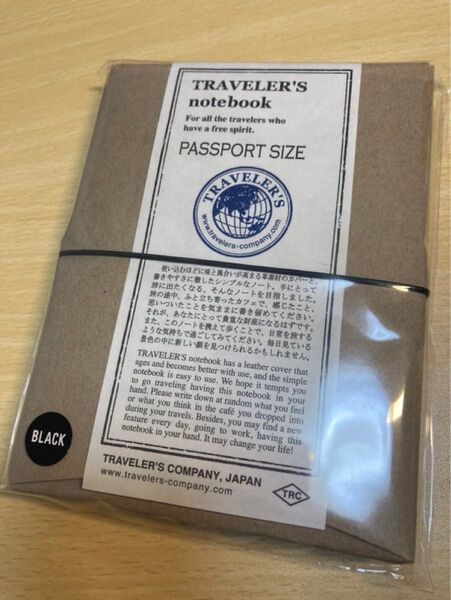 TRAVELER'S
notebook
For all the travelers who
have a free spirit.
PASSPORT SIZE
TRAVELER'S
www.travelers-company.com
使い込むほどに味と風合いが高まる革素材のカバーと、
書きやすさに徹したシンプルなノート。手にとって
旅に出たくなる、そんなノートを目指しました。
旅の途中、ふと立ち寄ったカフェで、感じたこと、
思いついたことを気ままに書き留めてください。
それが、あなたにとって貴重な財産になるはずです。
また、このノートを携えて歩くことで、日常を旅する
ような気持ちで過ごしてみてください。毎日見ている
景色の中に新しい顔を見つけられるかもしれません。
TRAVELER'S notebook has a leather cover that
ages and becomes better with use, and the simple
notebook is easy to use. We hope it tempts you
to go traveling having this notebook in your
hand. Please write down at random what you feel
or what you think in the café you dropped into
during your travels. Besides, you may find a new
feature every day, going to work, having this
notebook in your hand. It may change your life!
BLACK
TRAVELER'S COMPANY, JAPAN
www.travelers-company.com
TRC